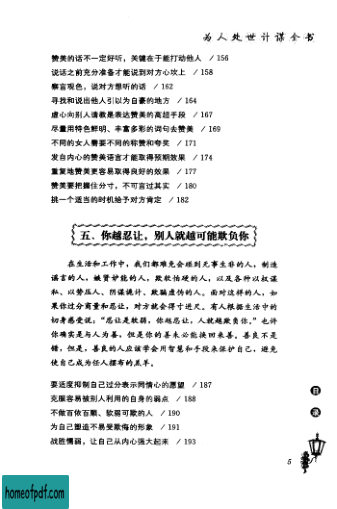 为人处世计谋全书
赞美的话不一定好听，关键在于能打动他人 / 156
说话之前充分准备才能说到对方心坎上 / 158
察言观色，说对方想听的话 / 162
寻找和说出他人引以为自豪的地方 / 164
虚心向别人请教是表达赞美的高超手段 / 167
尽量用特色鲜明、丰富多彩的词句去赞美 / 169
不同的女人需要不同的称赞和夸奖 / 171
发自内心的赞美语言才能取得预期效果 / 174
重复地赞美更容易取得良好的效果 / 177
赞美要把握住分寸，不可言过其实 / 180
挑一个适当的时机给予对方肯定 / 182
五、你越忍让，别人就越可能欺负你
在生活和工作中，我们都难免会碰到无事生非的人，制造
谣言的人，嫉贤妒能的人，欺软怕硬的人，以及各种以权谋
私、以势压人、阴谋诡计、欺骗虚伪的人。面对这样的人，如
果你过分商量和忍让，对方就会得寸进尺。有人根据生活中的
切身感受说：“忍让是软弱，你越忍让，人就越欺负你。”也许
你确实是与人为善，但是你的善未必能换回来善。善良不是
错，但是，善良的人应该学会用智慧和手段来保护自己，避免
使自己成为任人摆布的羔羊。
要适度抑制自己过分表示同情心的愿望 / 187
克服容易被别人利用的自身的弱点 / 188
不做百依百顺、软弱可欺的人 / 190
为自己塑造不易受欺侮的形象 / 191
战胜懦弱，让自己从内心强大起来 / 193
目
录
5
homeofpdf.com